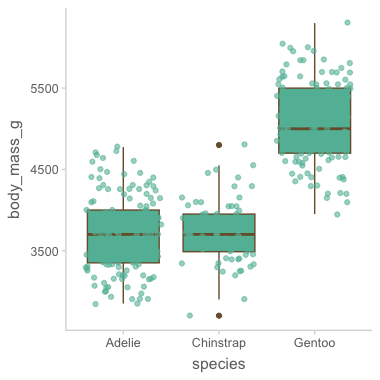 body_mass_g
5500
4500
3500
Adelie
Chinstrap
Gentoo
species